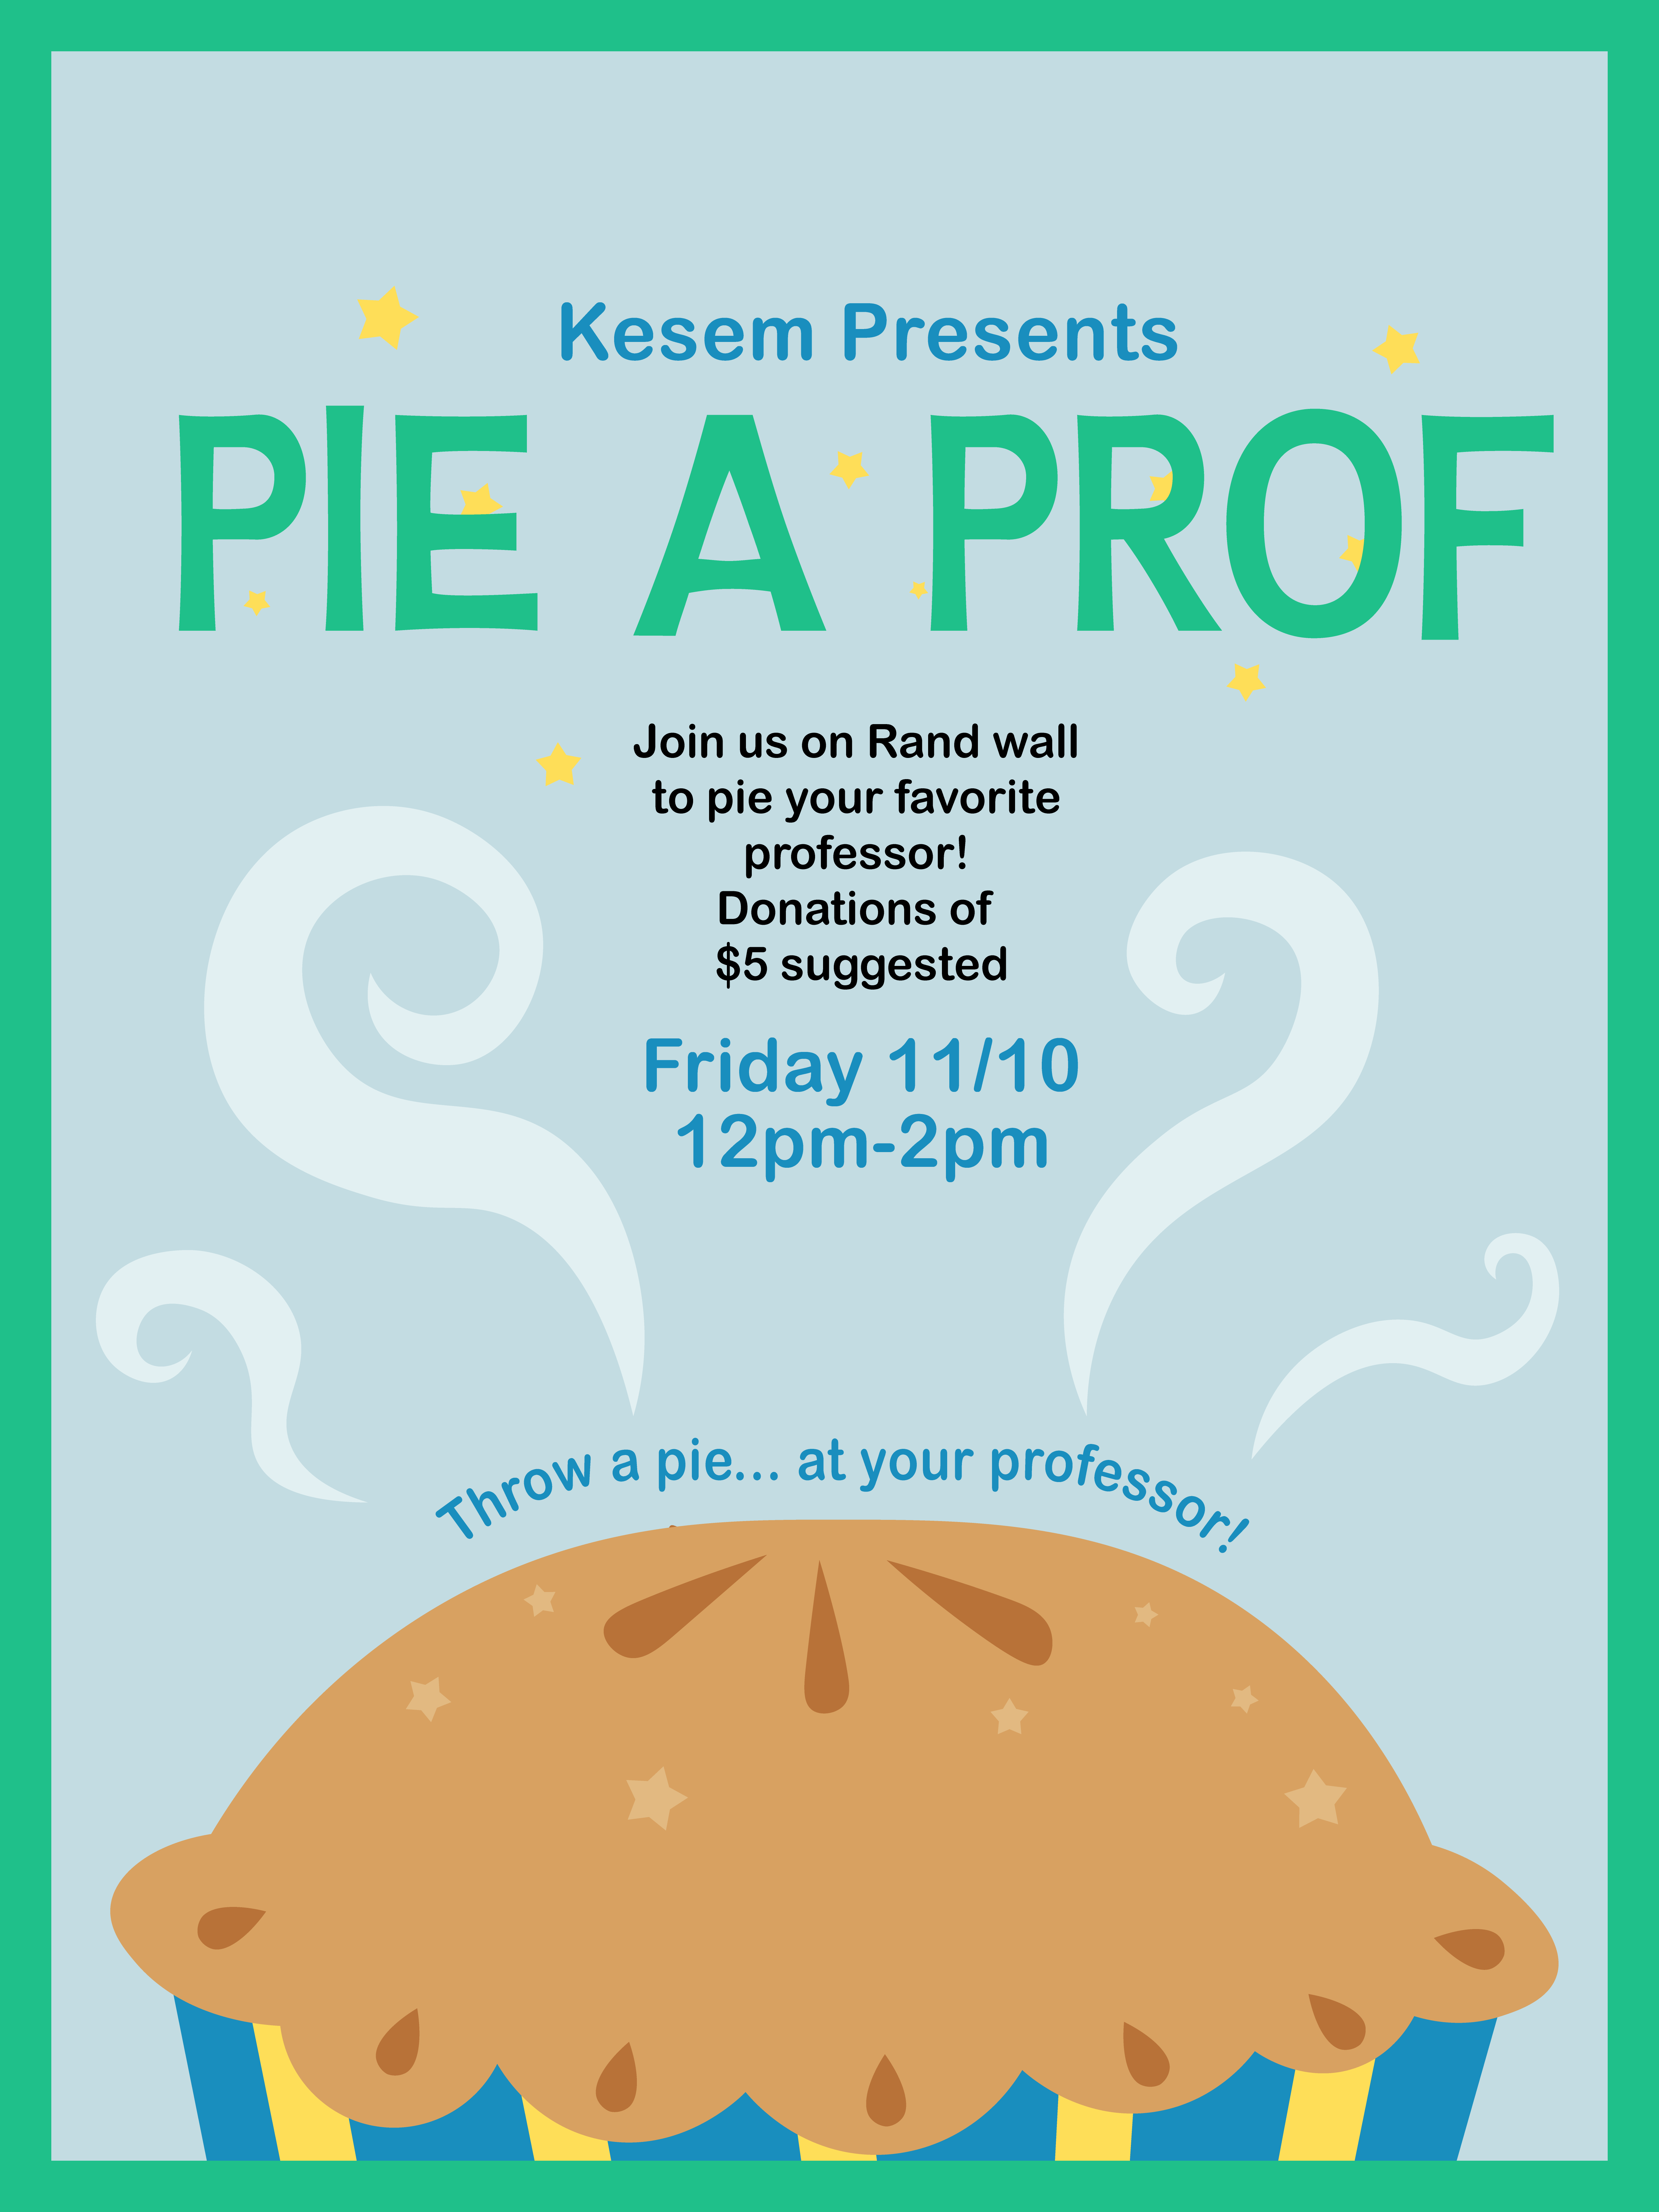 Kesem Presents
PIE A PROF
Join us on Rand wall
to pie your favorite
professor!
Donations of
$5 suggested
Friday 11/10
12pm-2pm
Throw a pie... at your professor!